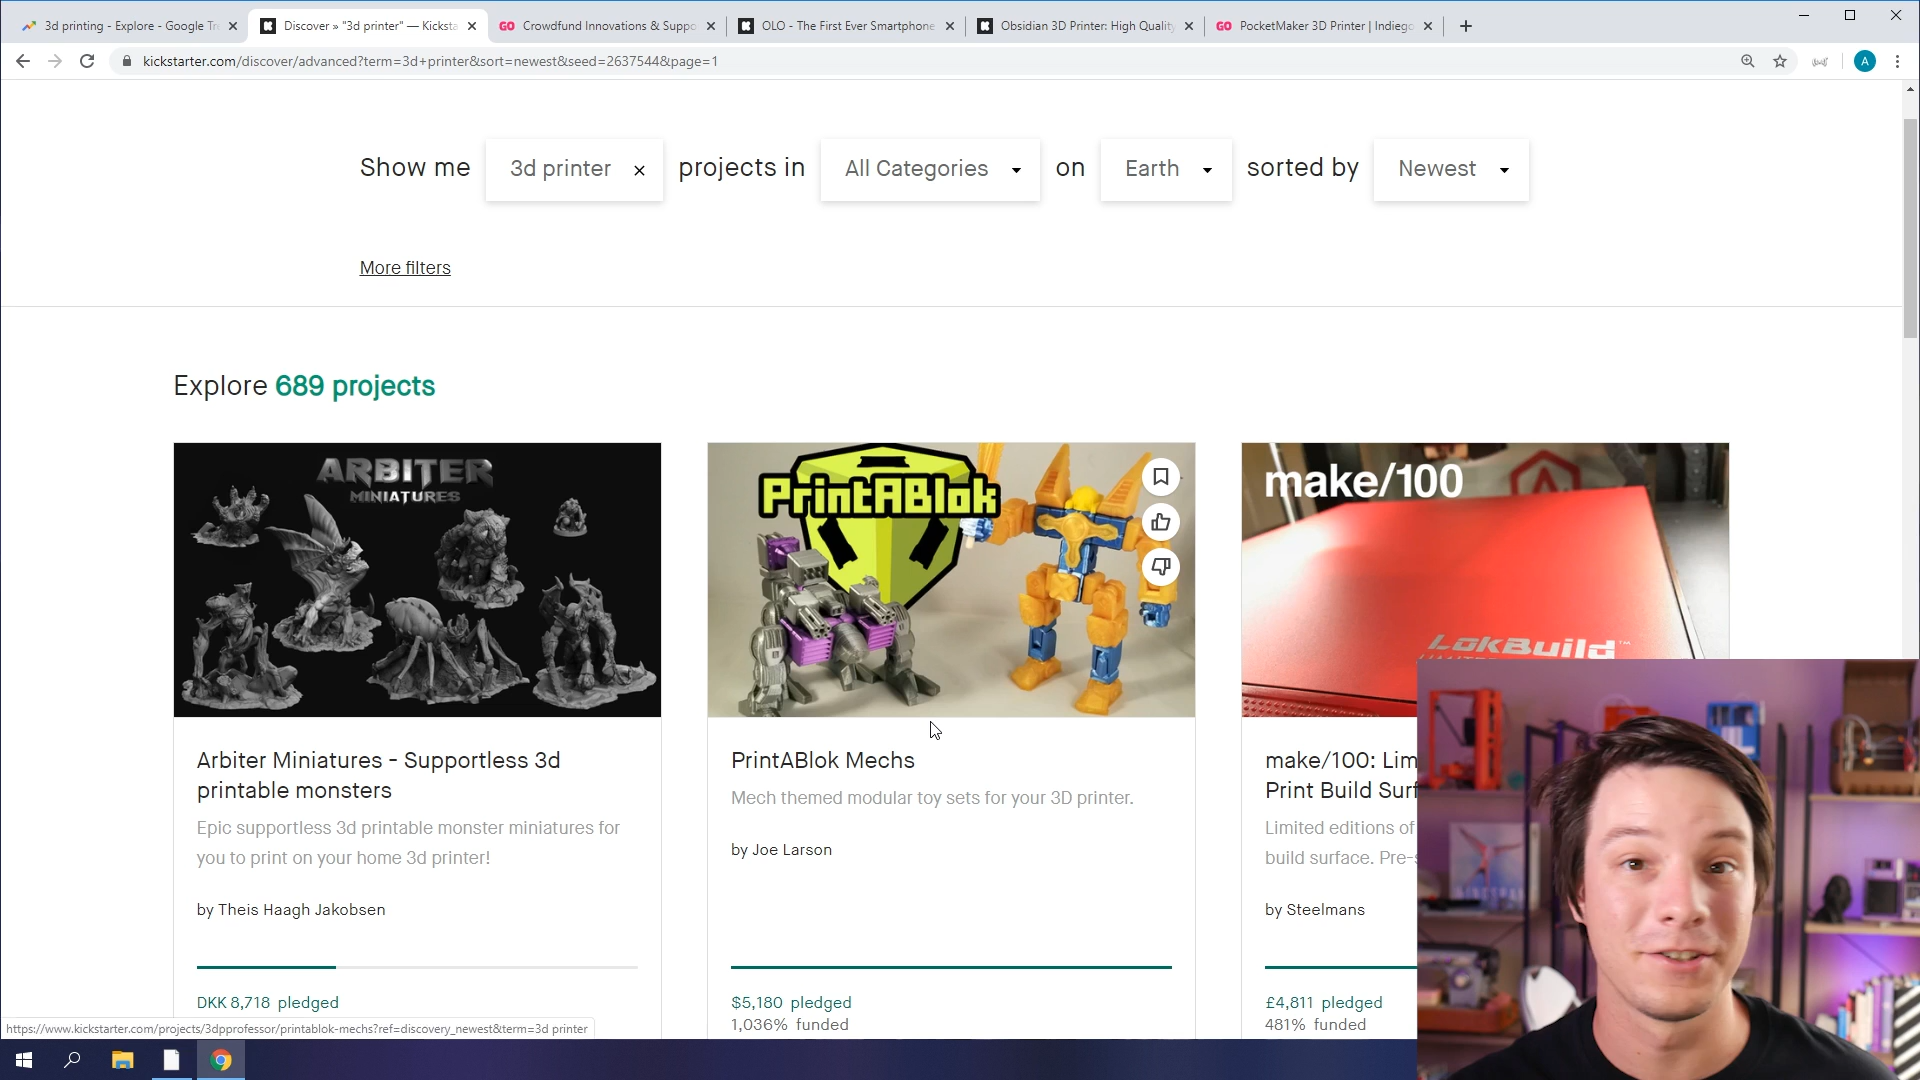 3d printing - Explore - Google Tr
Discover » "3d printer" — Kicksta
Crowdfund Innovations & Suppo
OLO - The First Ever Smartphone
Obsidian 3D Printer: High Quality
PocketMaker 3D Printer | Indiego
kickstarter.com/discover/advanced?term=3d+printer&sort=newest&seed=2637544&page=1
A
Show me 3d printer × projects in All Categories on Earth sorted by Newest
More filters
Explore 689 projects
ARBITER
MINIATURES
Arbiter Miniatures - Supportless 3d
printable monsters
Epic supportless 3d printable monster miniatures for
you to print on your home 3d printer!
by Theis Haagh Jakobsen
DKK 8,718 pledged
PrintABlok
PrintABlok Mechs
Mech themed modular toy sets for your 3D printer.
by Joe Larson
$5,180 pledged
1,036% funded
make/100
LokBuild™
make/100: Lim
Print Build Surf
Limited editions of
build surface. Pre-s
by Steelmans
£4,811 pledged
481% funded
https://www.kickstarter.com/projects/3dpprofessor/printablok-mechs?ref=discovery_newest&term=3d printer